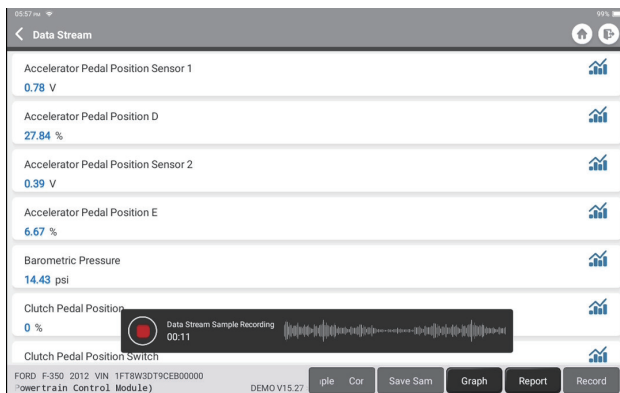 05:57 PM 99%
Data Stream
Accelerator Pedal Position Sensor 1
0.78 V
Accelerator Pedal Position D
27.84 %
Accelerator Pedal Position Sensor 2
0.39 V
Accelerator Pedal Position E
6.67 %
Barometric Pressure
14.43 psi
Clutch Pedal Position
0 %
Data Stream Sample Recording
00:11
Clutch Pedal Position Switch
FORD F-350 2012 VIN 1FT8W3DT9CEB00000
Powertrain Control Module)
DEMO V15.27
ple Cor
Save Sam
Graph
Report
Record